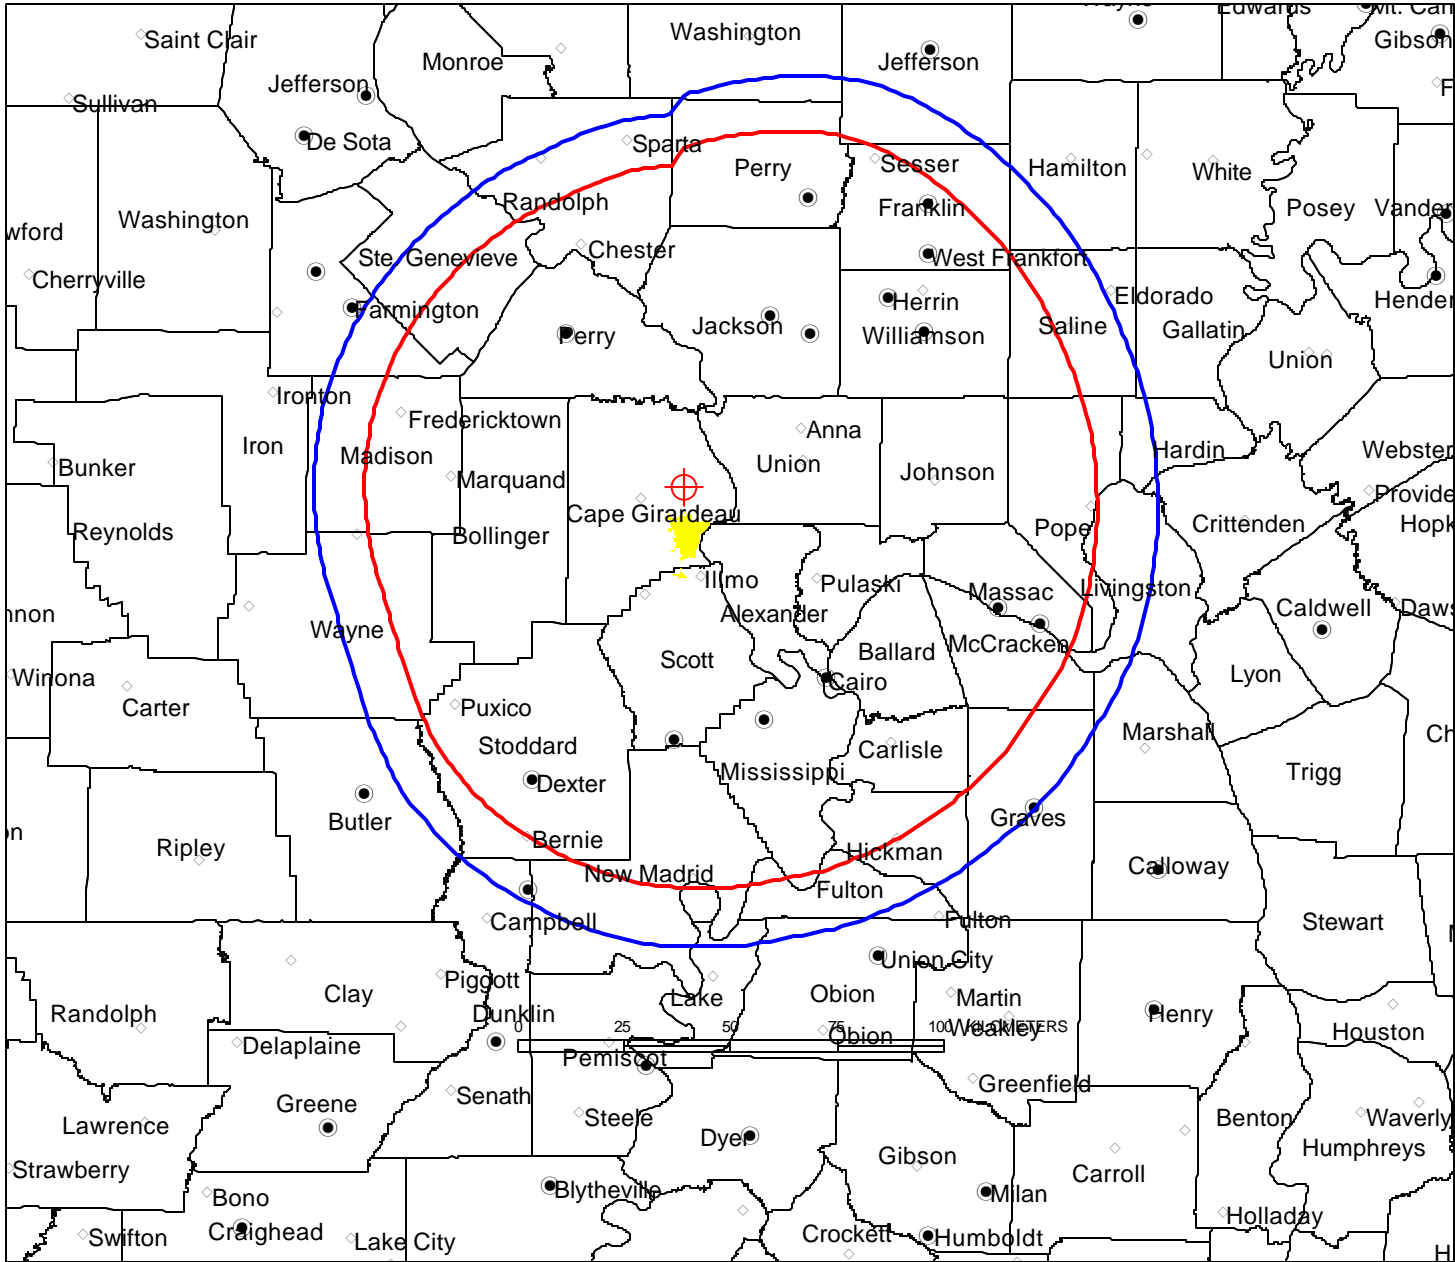 Wayne
Edwards
Mt. Car
Saint Clair
Washington
Gibson
Monroe
Jefferson
Jefferson
F
Sullivan
De Sota
Sparta
Perry
Sesser
Hamilton
White
Randolph
Franklin
Posey
Vander
Washington
wford
Chester
Ste. Genevieve
West Frankfort
Cherryville
Eldorado
Hender
Farmington
Herrin
Jackson
Saline
Gallatin
Perry
Williamson
Union
Ironton
Fredericktown
Anna
Iron
Madison
Union
Hardin
Webster
Bunker
Marquand
Johnson
Provide
Cape Girardeau
Crittenden
Hopk
Reynolds
Bollinger
Pope
Illmo
Pulaski
Massac
Livingston
nnon
Alexander
Caldwell
Daws
Wayne
Scott
Ballard
McCracken
Winona
Cairo
Lyon
Carter
Puxico
Stoddard
Carlisle
Marshall
Ch
Mississippi
Trigg
Dexter
Butler
Graves
on
Ripley
Bernie
Hickman
New Madrid
Calloway
Fulton
Campbell
Fulton
Stewart
Union City
Piggott
Clay
Lake
Obion
Martin
Randolph
Dunklin
Henry
Houston
0 25 50 75 100 KILOMETERS
Weakley
Obion
Delaplaine
Pemiscot
Greenfield
Senath
Greene
Steele
Benton
Waverly
Lawrence
Dyer
Humphreys
Gibson
Strawberry
Carroll
Bono
Blytheville
Milan
Holladay
Craighead
Swifton
Lake City
Crockett
Humboldt
H